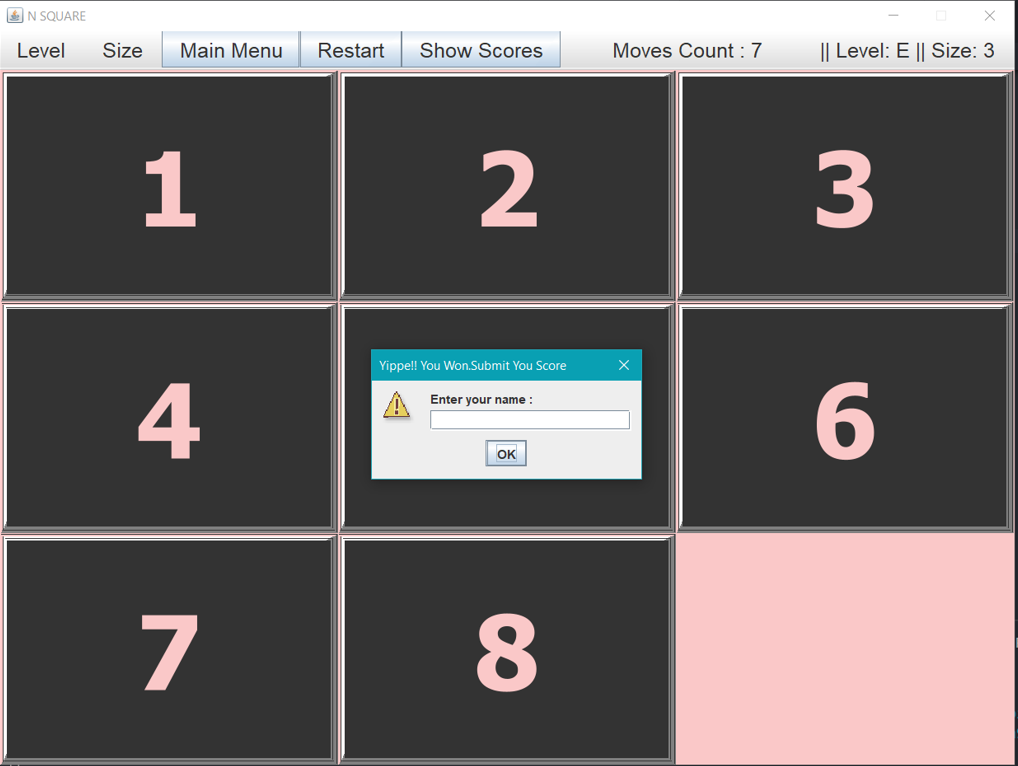 N SQUARE
Level Size Main Menu Restart Show Scores Moves Count : 7 || Level: E || Size: 3
1 2 3
4 6
Yippe!! You Won.Submit You Score
Enter your name :
OK
7 8